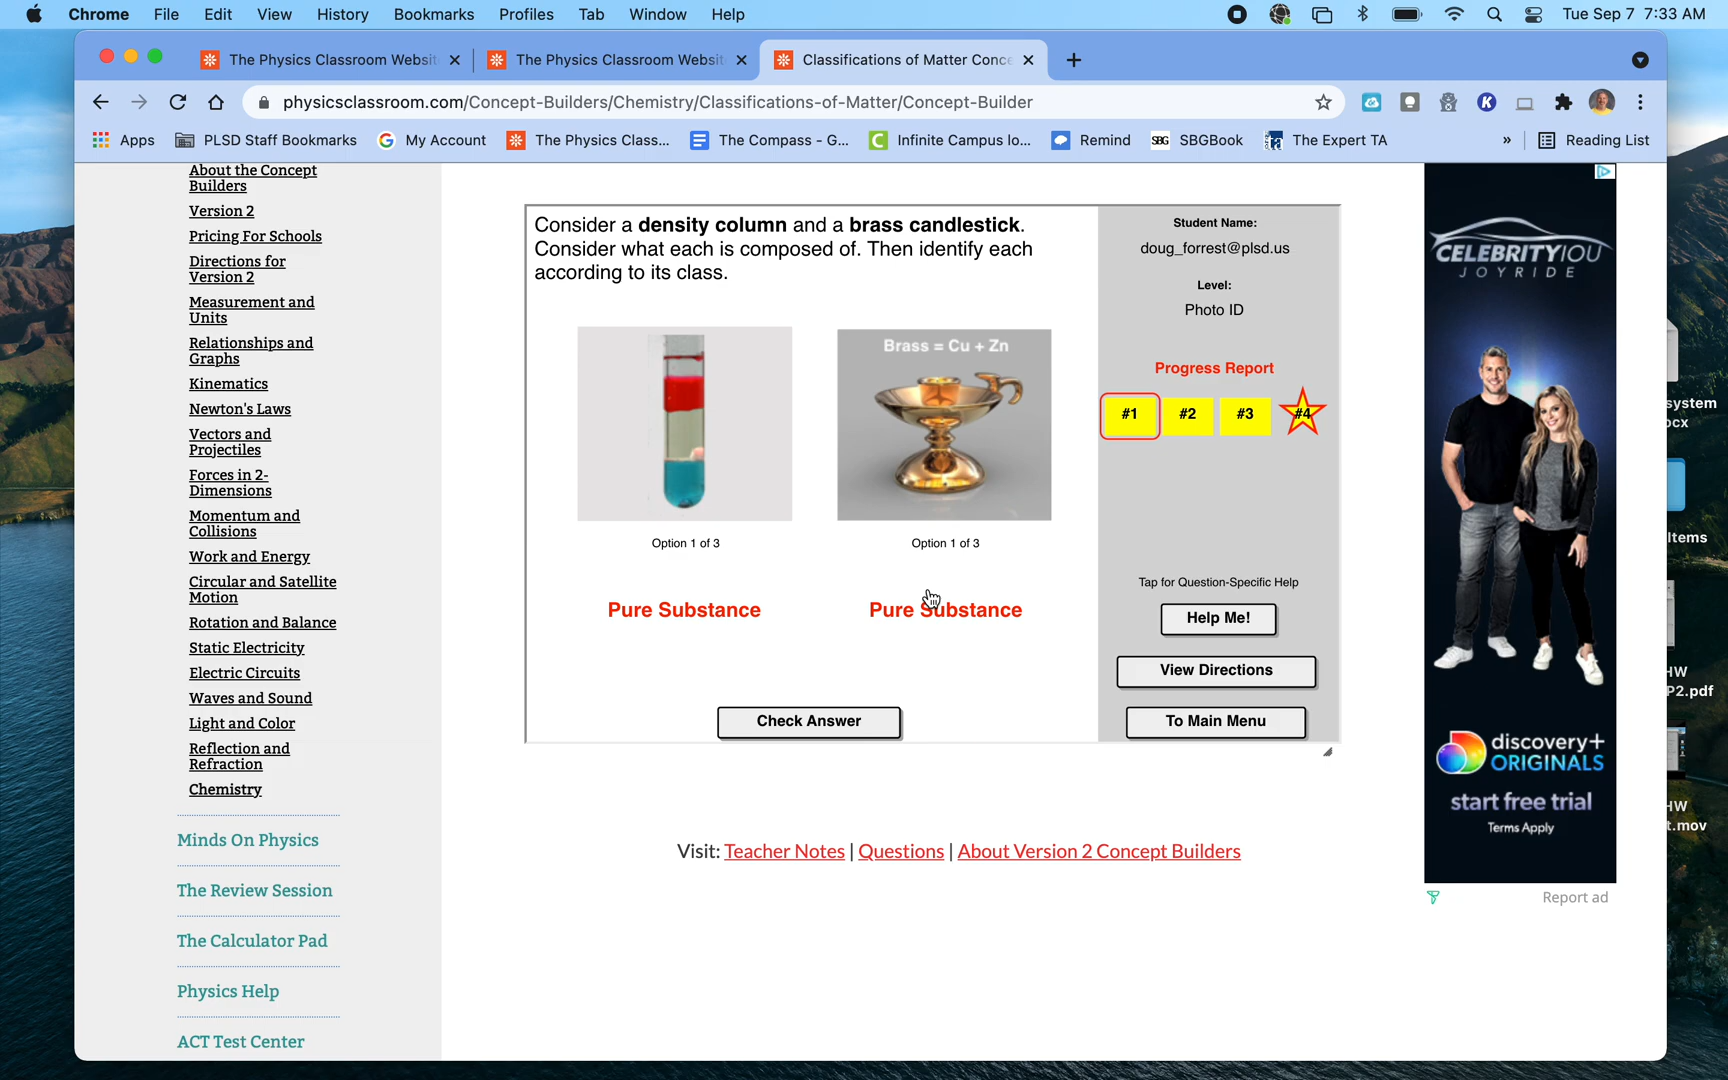 Chrome File Edit View History Bookmarks Profiles Tab Window Help Tue Sep 7 7:33 AM
The Physics Classroom Websit The Physics Classroom Websit Classifications of Matter Conce
physicsclassroom.com/Concept-Builders/Chemistry/Classifications-of-Matter/Concept-Builder
Apps PLSD Staff Bookmarks My Account The Physics Class... The Compass - G... Infinite Campus lo... Remind SBG SBGBook ta The Expert TA » Reading List
About the Concept
Builders
Version 2
Pricing For Schools
Directions for
Version 2
Measurement and
Units
Relationships and
Graphs
Kinematics
Newton's Laws
Vectors and
Projectiles
Forces in 2-
Dimensions
Momentum and
Collisions
Work and Energy
Circular and Satellite
Motion
Rotation and Balance
Static Electricity
Electric Circuits
Waves and Sound
Light and Color
Reflection and
Refraction
Chemistry
Minds On Physics
The Review Session
The Calculator Pad
Physics Help
ACT Test Center
Consider a density column and a brass candlestick.
Consider what each is composed of. Then identify each
according to its class.
Brass = Cu + Zn
Option 1 of 3 Option 1 of 3
Pure Substance Pure Substance
Check Answer
Student Name:
doug_forrest@plsd.us
Level:
Photo ID
Progress Report
#1 #2 #3 #4
Tap for Question-Specific Help
Help Me!
View Directions
To Main Menu
Visit: Teacher Notes | Questions | About Version 2 Concept Builders
CELEBRITY IOU
JOYRIDE
discovery+
ORIGINALS
start free trial
Terms Apply
Report ad
system
ocx
Items
HW
P2.pdf
HW
t.mov